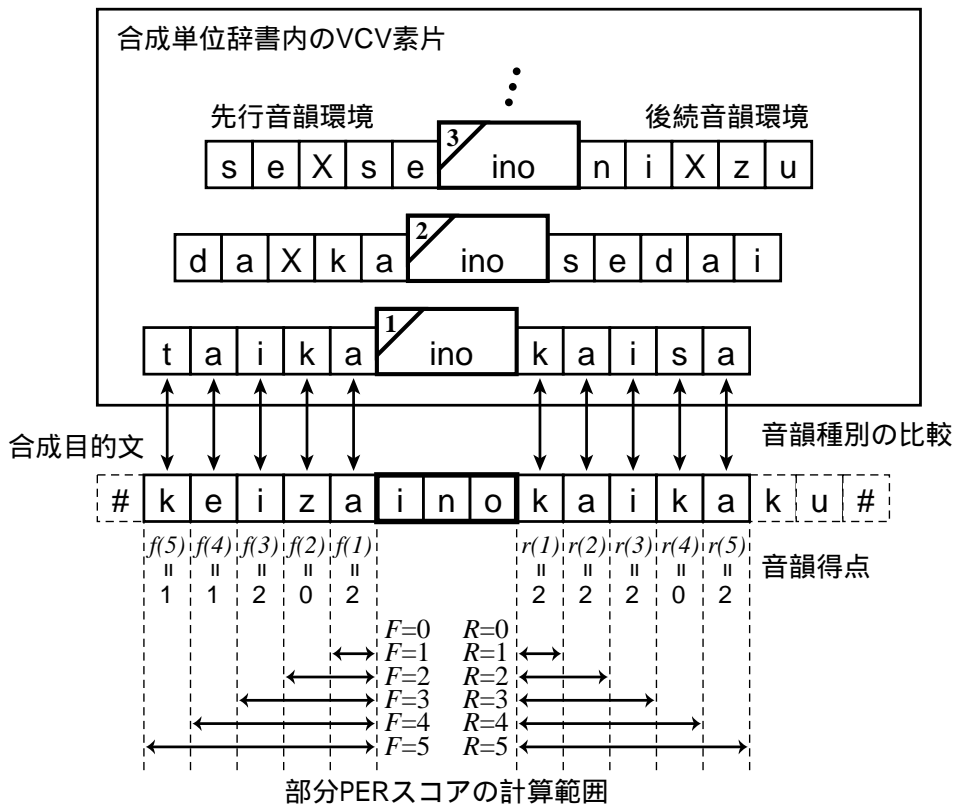 合成単位辞書内のVCV素片
先行音韻環境
後続音韻環境
s e X s e 3 ino n i X z u
d a X k a 2 ino s e d a i
t a i k a 1 ino k a i s a
合成目的文
音韻種別の比較
# k e i z a i n o k a i k a k u #
f(5) f(4) f(3) f(2) f(1) r(1) r(2) r(3) r(4) r(5)
= = = = = = = = = =
1 1 2 0 2 2 2 2 0 2
音韻得点
F=0 R=0
F=1 R=1
F=2 R=2
F=3 R=3
F=4 R=4
F=5 R=5
部分PERスコアの計算範囲